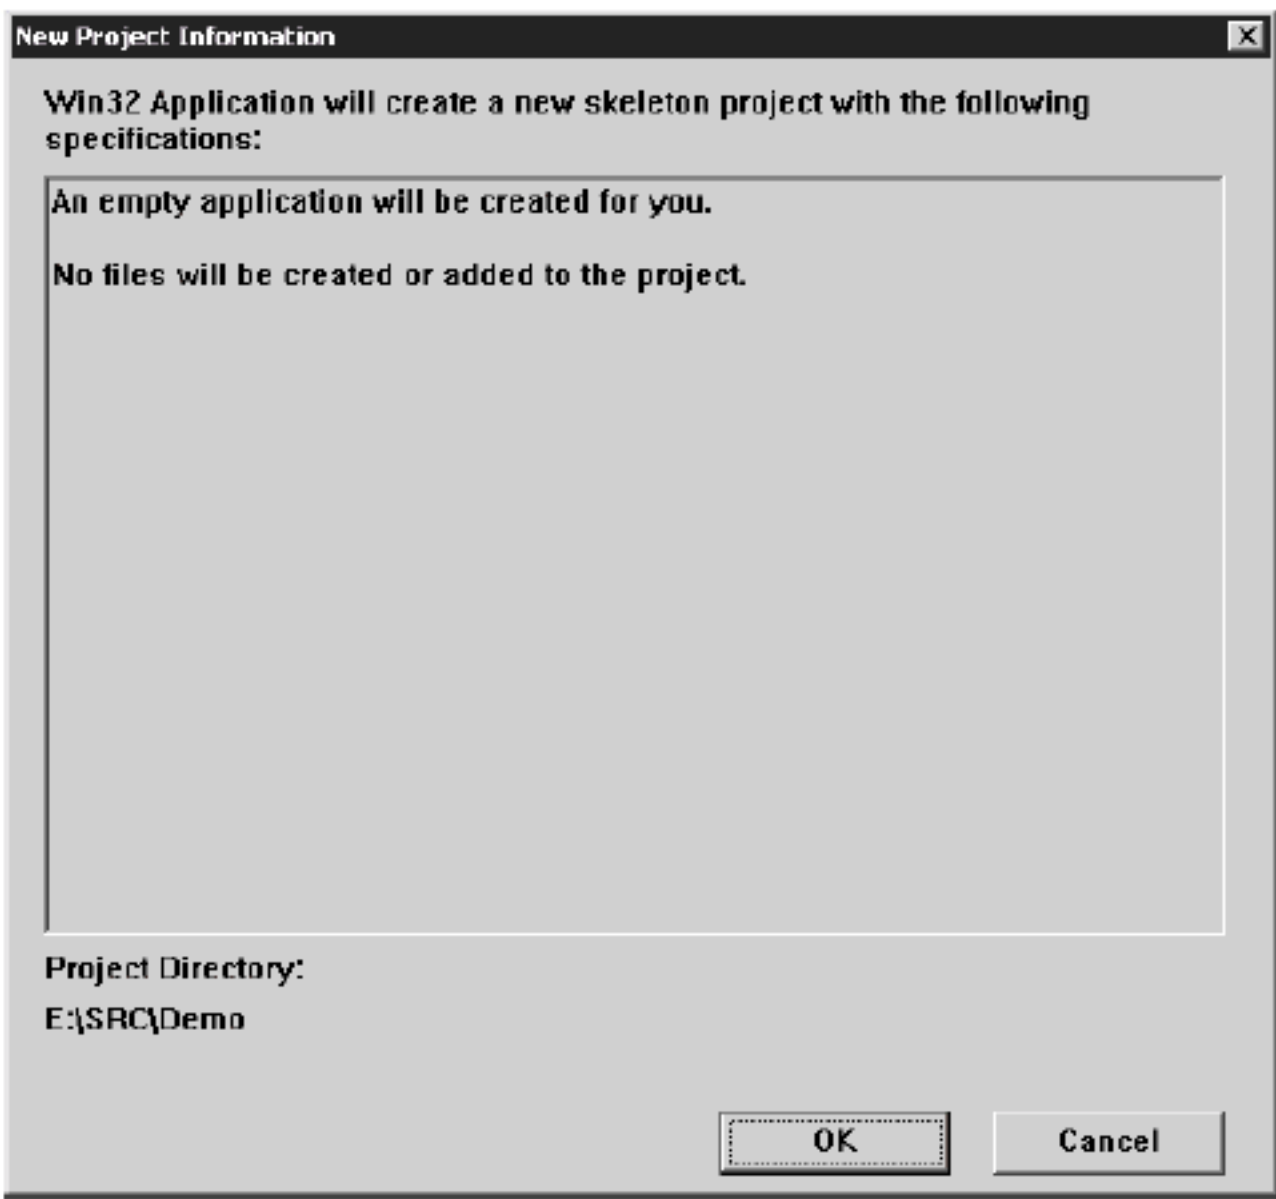 New Project Information
Win32 Application will create a new skeleton project with the following
specifications:
An empty application will be created for you.
No files will be created or added to the project.
Project Directory:
E:\SRC\Demo
OK
Cancel